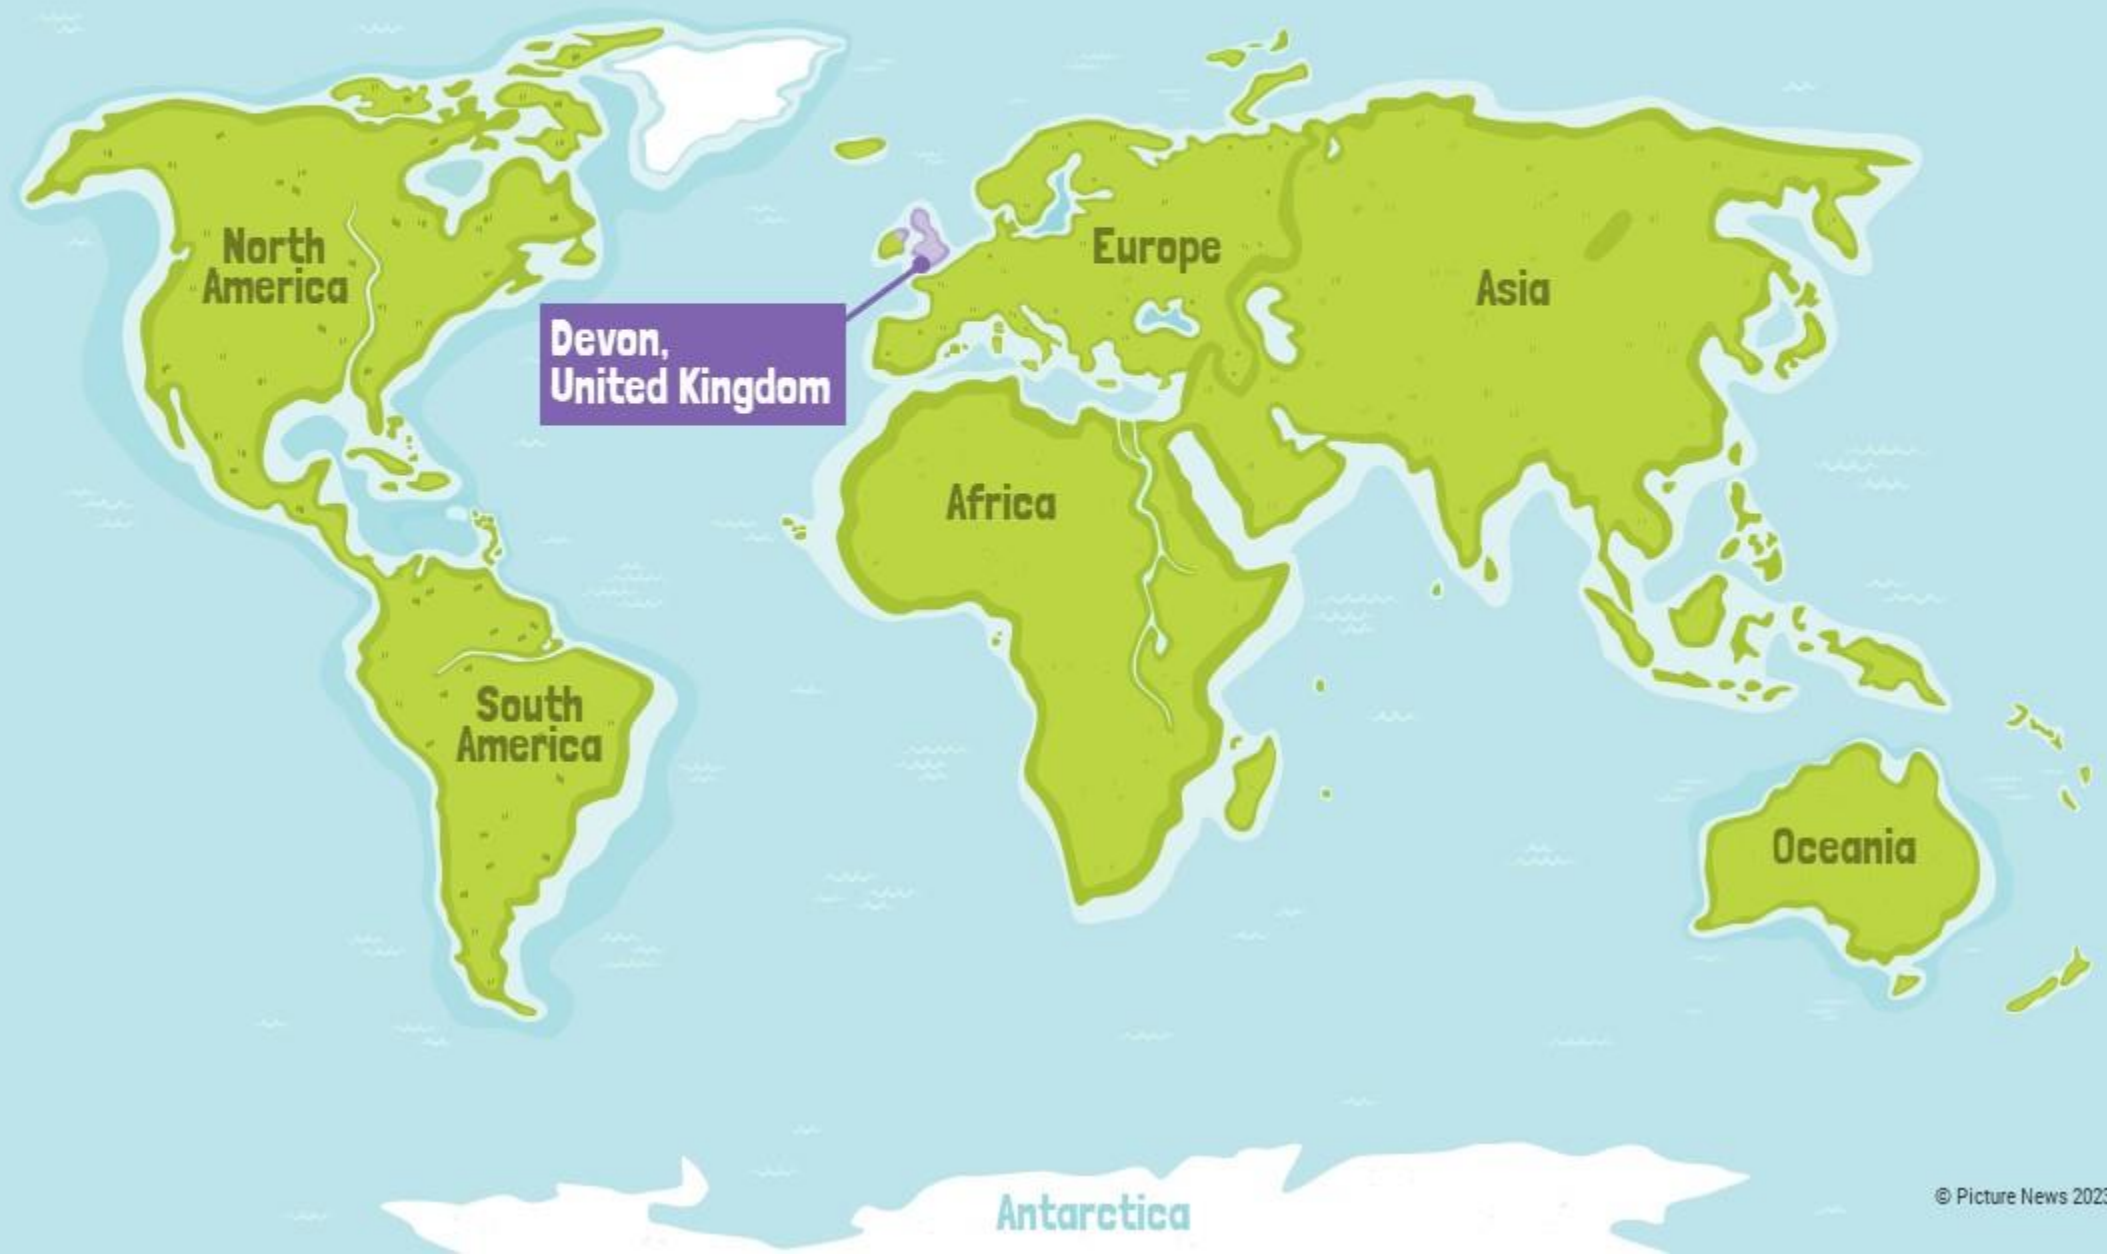 North
America
Europe
Asia
Devon,
United Kingdom
Africa
South
America
Oceania
Antarctica
© Picture News 2023